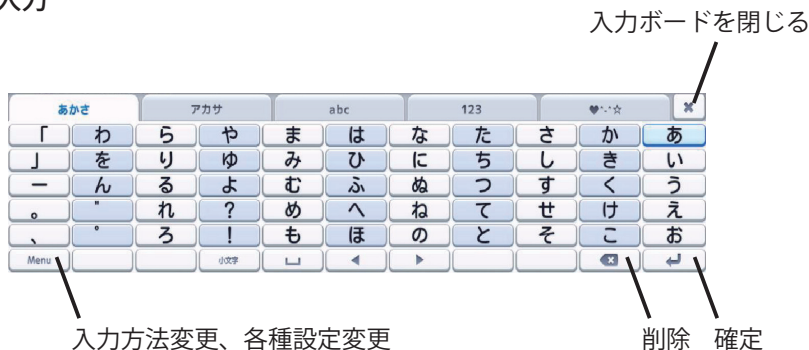 入力
入力ボードを閉じる
あかさ アカサ abc 123 ♥･･☆ ✖
「 わ ら や ま は な た さ か あ
」 を り ゆ み ひ に ち し き い
ー ん る よ む ふ ぬ つ す く う
。 ゛ れ ? め へ ね て せ け え
、 ゜ ろ ! も ほ の と そ こ お
Menu 小文字 ⌴ ◀ ▶ ⌫ ↵
入力方法変更、各種設定変更 削除 確定